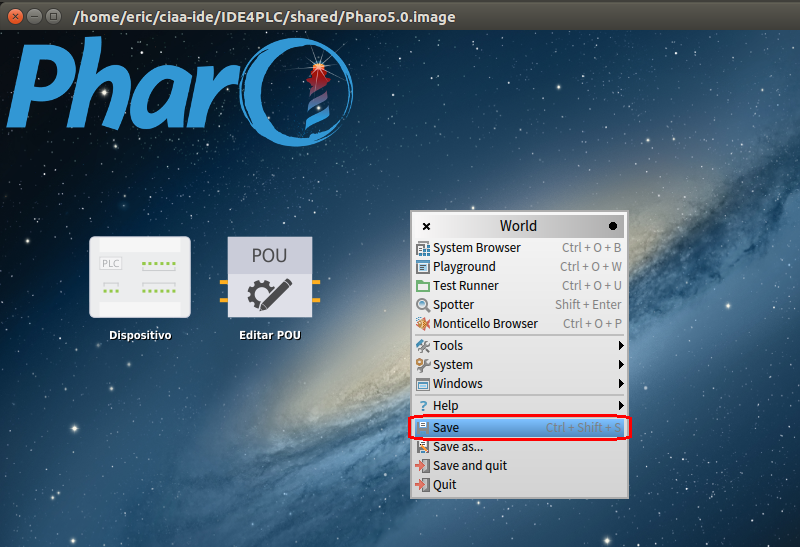 /home/eric/ciaa-ide/IDE4PLC/shared/Pharo5.0.image
Pharo
PLC
Dispositivo
POU
Editar POU
World
System Browser Ctrl + O + B
Playground Ctrl + O + W
Test Runner Ctrl + O + U
Spotter Shift + Enter
Monticello Browser Ctrl + O + P
Tools
System
Windows
? Help
Save Ctrl + Shift + S
Save as...
Save and quit
Quit